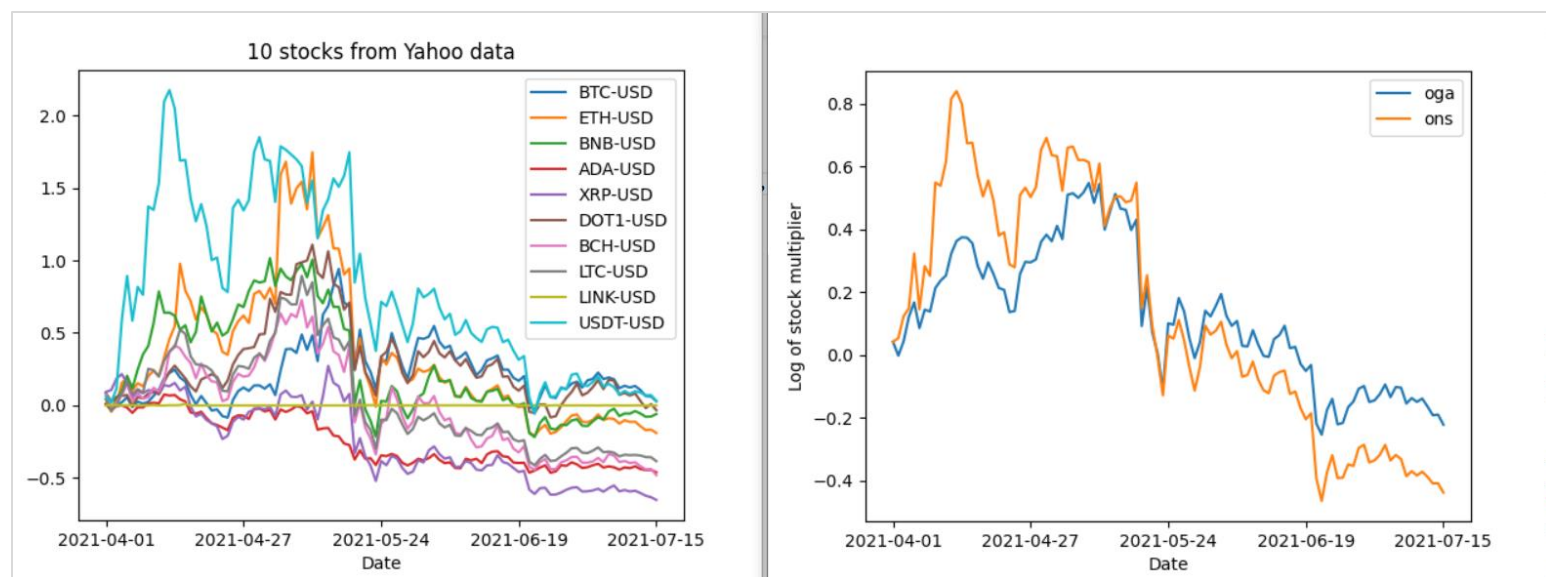 10 stocks from Yahoo data
2.0
1.5
1.0
0.5
0.0
−0.5
BTC-USD
ETH-USD
BNB-USD
ADA-USD
XRP-USD
DOT1-USD
BCH-USD
LTC-USD
LINK-USD
USDT-USD
2021-04-01 2021-04-27 2021-05-24 2021-06-19 2021-07-15
Date
Log of stock multiplier
0.8
0.6
0.4
0.2
0.0
−0.2
−0.4
oga
ons
2021-04-01 2021-04-27 2021-05-24 2021-06-19 2021-07-15
Date